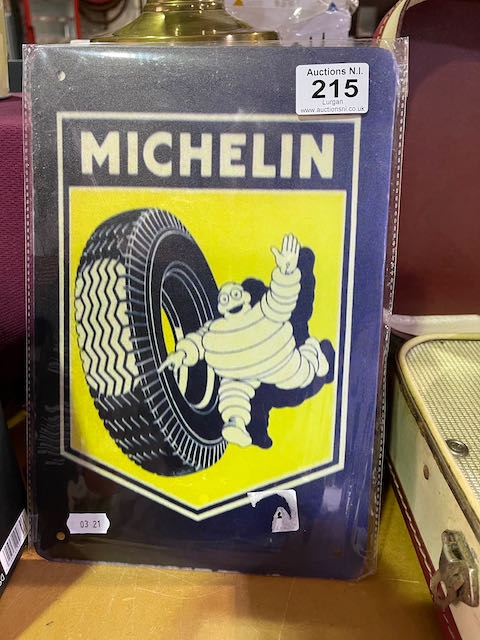 Auctions N.I.
215
Lurgan
www.auctionsni.co.uk
MICHELIN
03 21